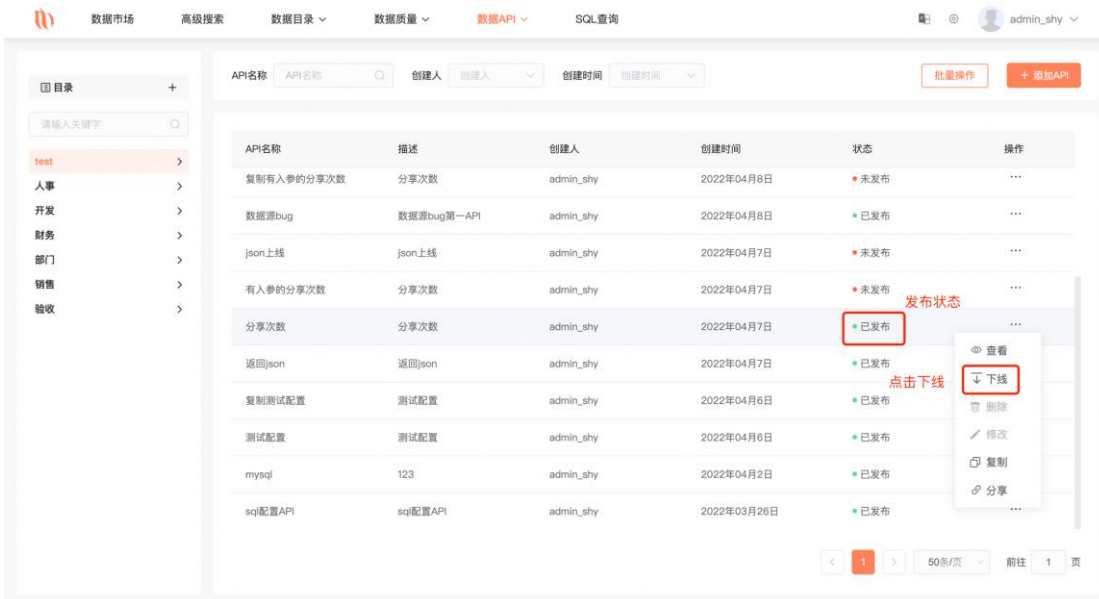 数据市场 高级搜索 数据目录 数据质量 数据API SQL查询 admin_shy
目录 +
API名称 API名称 创建人 创建人 创建时间 创建时间 批量操作 + 添加API
请输入关键字
test
人事
开发
财务
部门
销售
验收
API名称 描述 创建人 创建时间 状态 操作
复制有入参的分享次数 分享次数 admin_shy 2022年04月8日 未发布 ...
数据源bug 数据源bug第一API admin_shy 2022年04月8日 已发布 ...
json上线 json上线 admin_shy 2022年04月7日 未发布 ...
有入参的分享次数 分享次数 admin_shy 2022年04月7日 未发布 ...
发布状态
分享次数 分享次数 admin_shy 2022年04月7日 已发布 ...
查看
返回json 返回json admin_shy 2022年04月7日 已发布
点击下线 下线
复制测试配置 测试配置 admin_shy 2022年04月6日 已发布
删除
测试配置 测试配置 admin_shy 2022年04月6日 已发布
修改
mysql 123 admin_shy 2022年04月2日 已发布
复制
分享
sql配置API sql配置API admin_shy 2022年03月26日 已发布 ...
1 50条/页 前往 1 页